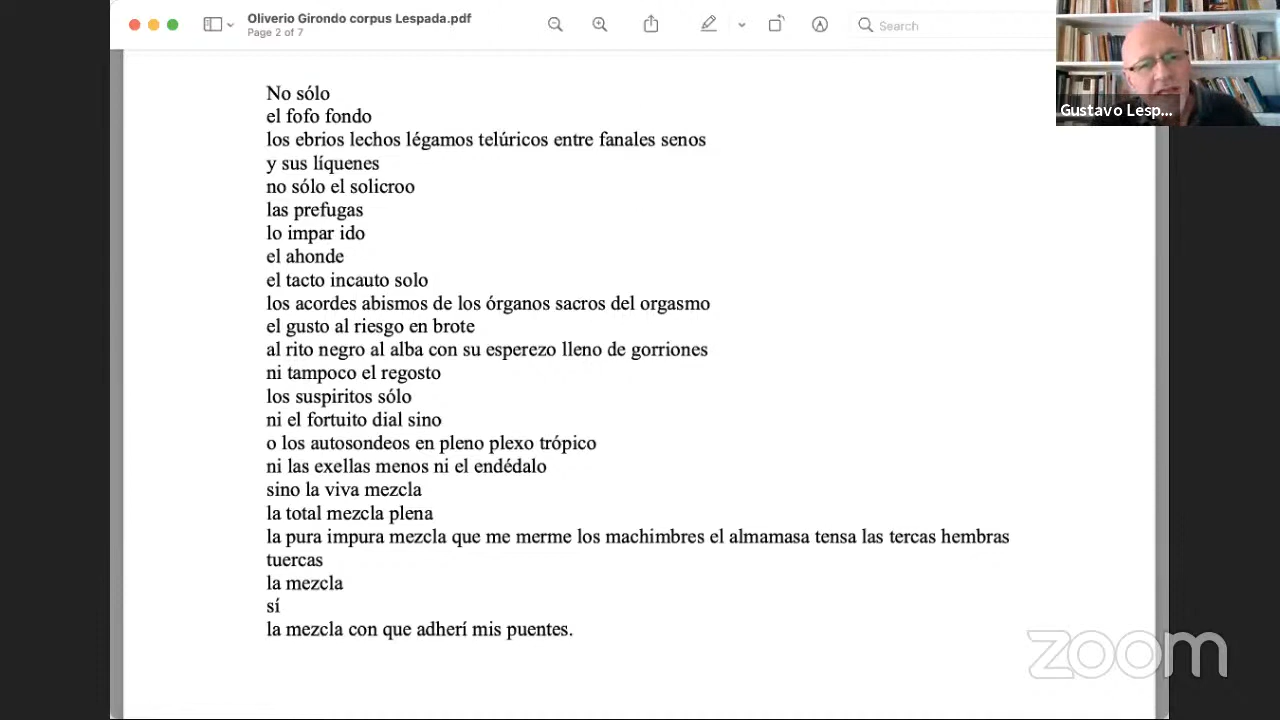 Oliverio Girondo corpus Lespada.pdf
Page 2 of 7
Search
Gustavo Lesp...
No sólo
el fofo fondo
los ebrios lechos légamos telúricos entre fanales senos
y sus líquenes
no sólo el solicroo
las prefugas
lo impar ido
el ahonde
el tacto incauto solo
los acordes abismos de los órganos sacros del orgasmo
el gusto al riesgo en brote
al rito negro al alba con su esperezo lleno de gorriones
ni tampoco el regosto
los suspiritos sólo
ni el fortuito dial sino
o los autosondeos en pleno plexo trópico
ni las exellas menos ni el endédalo
sino la viva mezcla
la total mezcla plena
la pura impura mezcla que me merme los machimbres el almamasa tensa las tercas hembras
tuercas
la mezcla
sí
la mezcla con que adherí mis puentes.
zoom